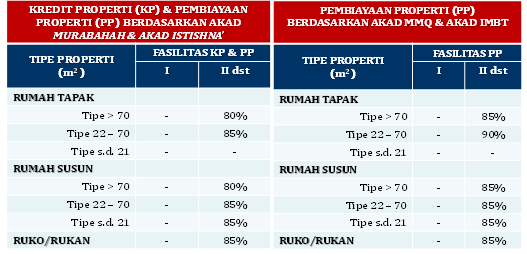 KREDIT PROPERTI (KP) & PEMBIAYAAN
PROPERTI (PP) BERDASARKAN AKAD
MURABAHAH & AKAD ISTISHNA'
TIPE PROPERTI
(m²)
FASILITAS KP & PP
I II dst
RUMAH TAPAK
Tipe > 70 - 80%
Tipe 22 – 70 - 85%
Tipe s.d. 21 - -
RUMAH SUSUN
Tipe > 70 - 80%
Tipe 22 – 70 - 85%
Tipe s.d. 21 - 85%
RUKO/RUKAN - 85%
PEMBIAYAAN PROPERTI (PP)
BERDASARKAN AKAD MMQ & AKAD IMBT
TIPE PROPERTI
(m²)
FASILITAS PP
I II dst
RUMAH TAPAK
Tipe > 70 - 85%
Tipe 22 – 70 - 90%
Tipe s.d. 21 - -
RUMAH SUSUN
Tipe > 70 - 85%
Tipe 22 – 70 - 85%
Tipe s.d. 21 - 85%
RUKO/RUKAN - 85%